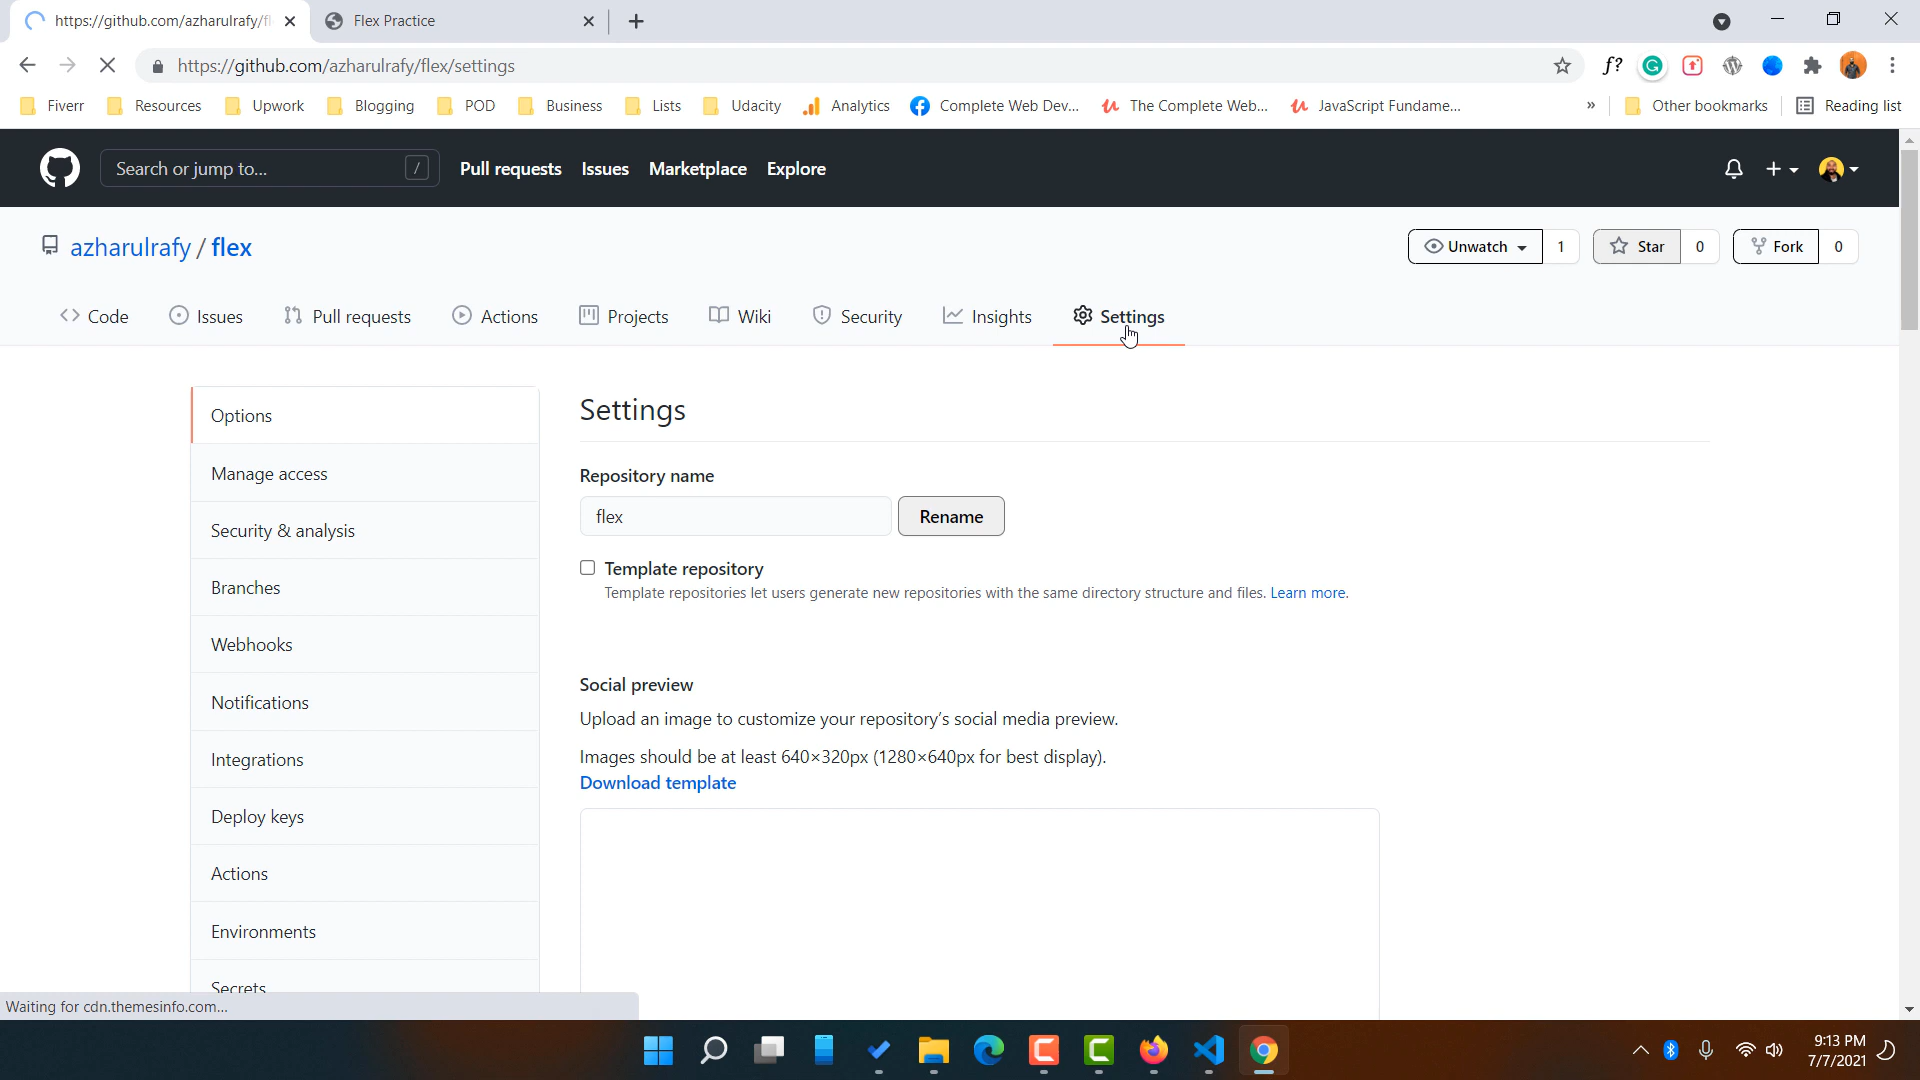 https://github.com/azharulrafy/fl
Flex Practice
https://github.com/azharulrafy/flex/settings
f?
Fiverr
Resources
Upwork
Blogging
POD
Business
Lists
Udacity
Analytics
Complete Web Dev...
The Complete Web...
JavaScript Fundame...
»
Other bookmarks
Reading list
Search or jump to...
/
Pull requests
Issues
Marketplace
Explore
azharulrafy / flex
Unwatch
1
Star
0
Fork
0
Code
Issues
Pull requests
Actions
Projects
Wiki
Security
Insights
Settings
Options
Manage access
Security & analysis
Branches
Webhooks
Notifications
Integrations
Deploy keys
Actions
Environments
Secrets
Settings
Repository name
flex
Rename
Template repository
Template repositories let users generate new repositories with the same directory structure and files. Learn more.
Social preview
Upload an image to customize your repository’s social media preview.
Images should be at least 640×320px (1280×640px for best display).
Download template
Waiting for cdn.themesinfo.com...
9:13 PM
7/7/2021